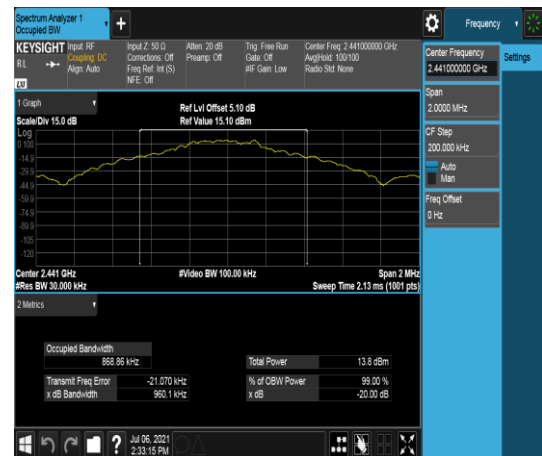 Spectrum Analyzer 1
Occupied BW
+
Frequency
KEYSIGHT
RL
Input: RF
Coupling: DC
Align: Auto
Input Z: 50 Ω
Corrections: Off
Freq Ref: Int (S)
NFE: Off
Atten: 20 dB
Preamp: Off
Trig: Free Run
Gate: Off
#IF Gain: Low
Center Freq: 2.441000000 GHz
Avg|Hold: 100/100
Radio Std: None
LXI
Center Frequency
2.441000000 GHz
Settings
Span
2.0000 MHz
CF Step
200.000 kHz
Auto
Man
Freq Offset
0 Hz
1 Graph
Scale/Div 15.0 dB
Ref Lvl Offset 5.10 dB
Ref Value 15.10 dBm
Log
0.100
-14.9
-29.9
-44.9
-59.9
-74.9
-89.9
-105
-120
Center 2.441 GHz
#Video BW 100.00 kHz
Span 2 MHz
#Res BW 30.000 kHz
Sweep Time 2.13 ms (1001 pts)
2 Metrics
Occupied Bandwidth
868.86 kHz
Total Power 13.8 dBm
Transmit Freq Error -21.070 kHz
% of OBW Power 99.00 %
x dB Bandwidth 960.1 kHz
x dB -20.00 dB
?
Jul 06, 2021
2:33:15 PM